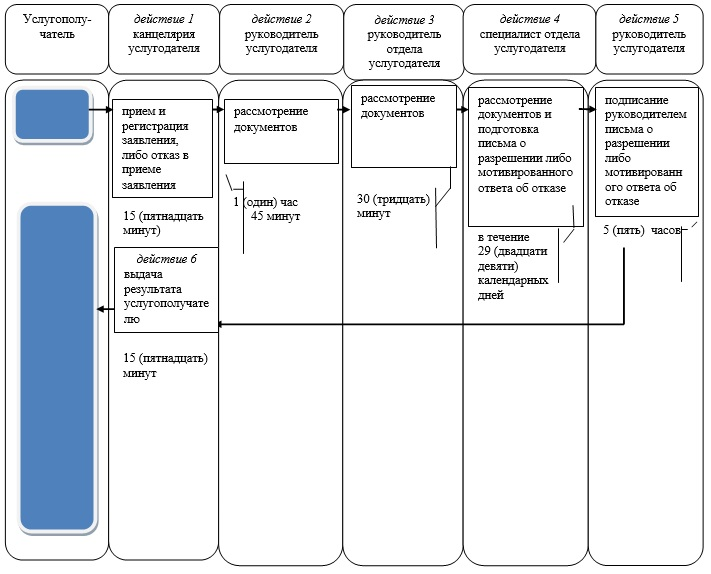 Услугополу-
чатель
действие 1
канцелярия
услугодателя
действие 2
руководитель
услугодателя
действие 3
руководитель
отдела
услугодателя
действие 4
специалист отдела
услугодателя
действие 5
руководитель
услугодателя
прием и
регистрация
заявления,
либо отказ в
приеме
заявления
15 (пятнадцать
минут)
рассмотрение
документов
1 (один) час
45 минут
рассмотрение
документов
30 (тридцать)
минут
рассмотрение
документов и
подготовка
письма о
разрешении либо
мотивированного
ответа об отказе
в течение
29 (двадцати
девяти)
календарных
дней
подписание
руководителем
письма о
разрешении
либо
мотивированн
ого ответа об
отказе
5 (пять) часов
действие 6
выдача
результата
услугополучате
лю
15 (пятнадцать)
минут